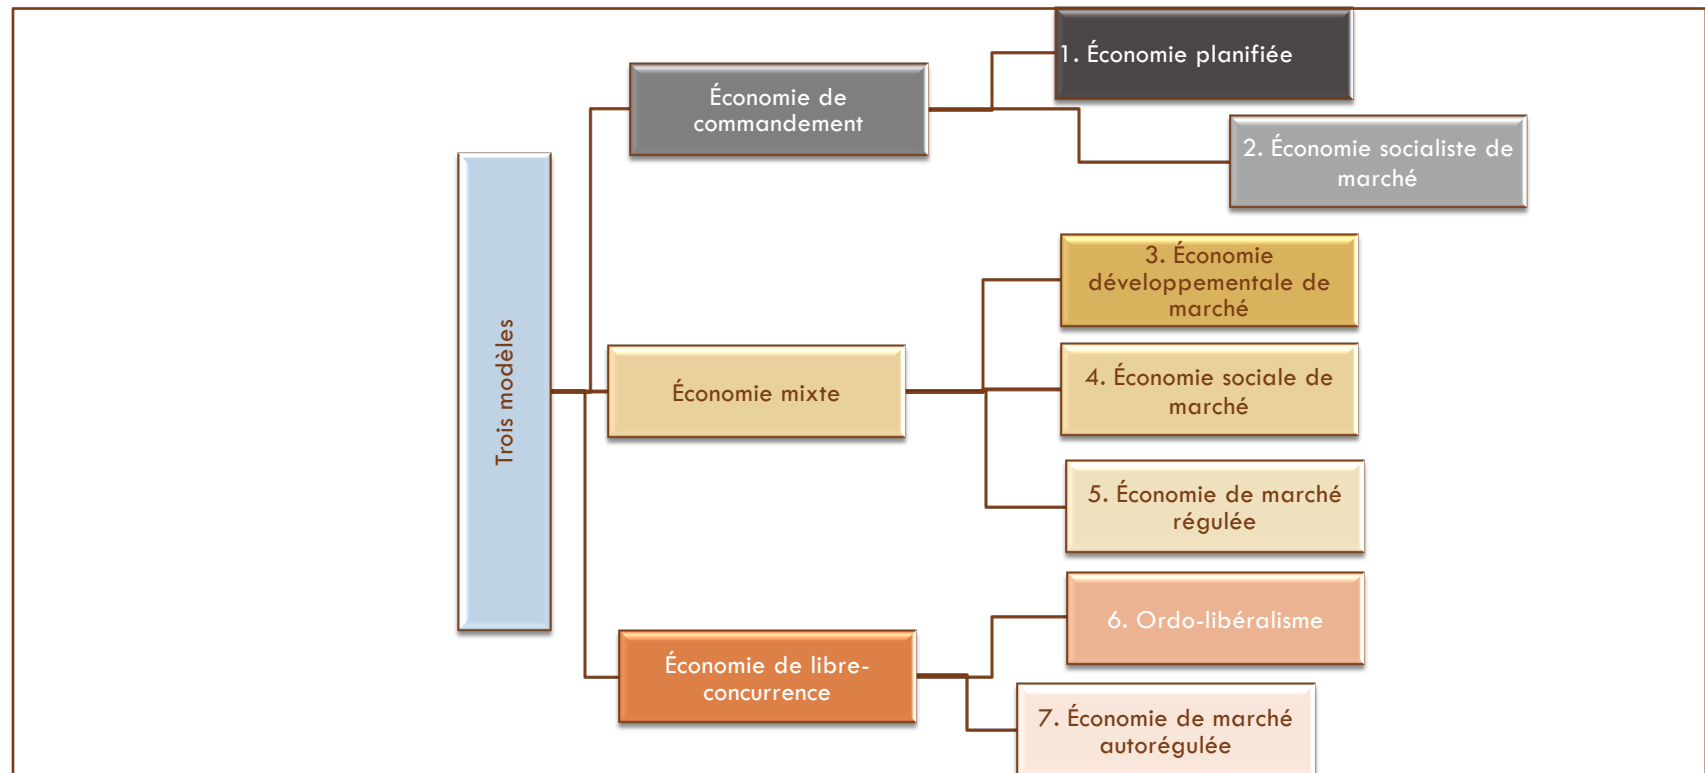 Trois modèles
Économie de
commandement
1. Économie planifiée
2. Économie socialiste de
marché
Économie mixte
3. Économie
développementale de
marché
4. Économie sociale de
marché
5. Économie de marché
régulée
Économie de libre-
concurrence
6. Ordo-libéralisme
7. Économie de marché
autorégulée